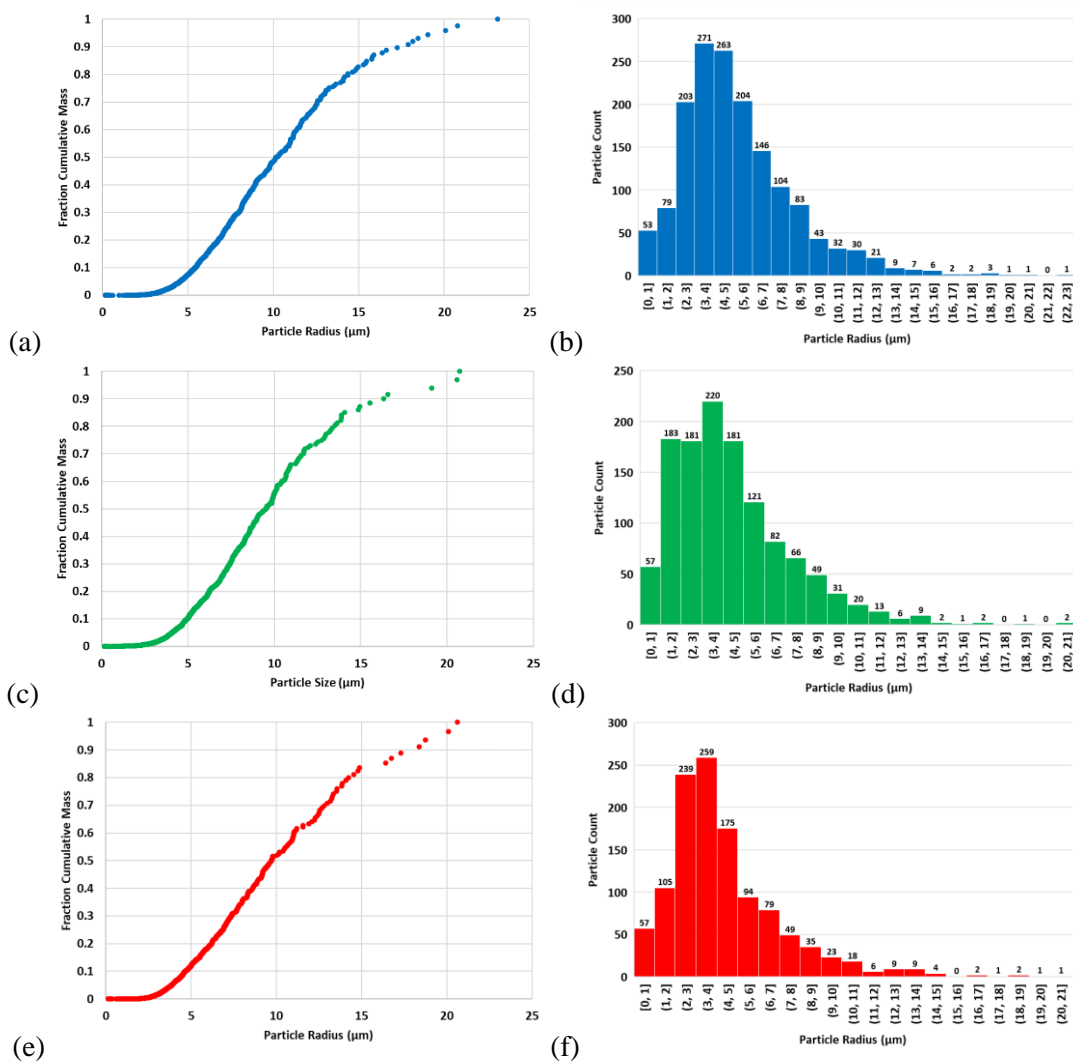 1
0.9
0.8
0.7
0.6
0.5
0.4
0.3
0.2
0.1
0
Fraction Cumulative Mass
0 5 10 15 20 25
Particle Radius (µm)
(a)
300
250
200
150
100
50
0
Particle Count
53 79 203 271 263 204 146 104 83 43 32 30 21 9 7 6 2 2 3 1 1 0 1
[0, 1] (1, 2] (2, 3] (3, 4] (4, 5] (5, 6] (6, 7] (7, 8] (8, 9] (9, 10] (10, 11] (11, 12] (12, 13] (13, 14] (14, 15] (15, 16] (16, 17] (17, 18] (18, 19] (19, 20] (20, 21] (21, 22] (22, 23]
Particle Radius (µm)
(b)
1
0.9
0.8
0.7
0.6
0.5
0.4
0.3
0.2
0.1
0
Fraction Cumulative Mass
0 5 10 15 20 25
Particle Size (µm)
(c)
250
200
150
100
50
0
Particle Count
57 183 181 220 181 121 82 66 49 31 20 13 6 9 2 1 2 0 1 0 2
[0, 1] (1, 2] (2, 3] (3, 4] (4, 5] (5, 6] (6, 7] (7, 8] (8, 9] (9, 10] (10, 11] (11, 12] (12, 13] (13, 14] (14, 15] (15, 16] (16, 17] (17, 18] (18, 19] (19, 20] (20, 21]
Particle Radius (µm)
(d)
1
0.9
0.8
0.7
0.6
0.5
0.4
0.3
0.2
0.1
0
Fraction Cumulative Mass
0 5 10 15 20 25
Particle Radius (µm)
(e)
300
250
200
150
100
50
0
Particle Count
57 105 239 259 175 94 79 49 35 23 18 6 9 9 4 0 2 1 2 1 1
[0, 1] (1, 2] (2, 3] (3, 4] (4, 5] (5, 6] (6, 7] (7, 8] (8, 9] (9, 10] (10, 11] (11, 12] (12, 13] (13, 14] (14, 15] (15, 16] (16, 17] (17, 18] (18, 19] (19, 20] (20, 21]
Particle Radius (µm)
(f)